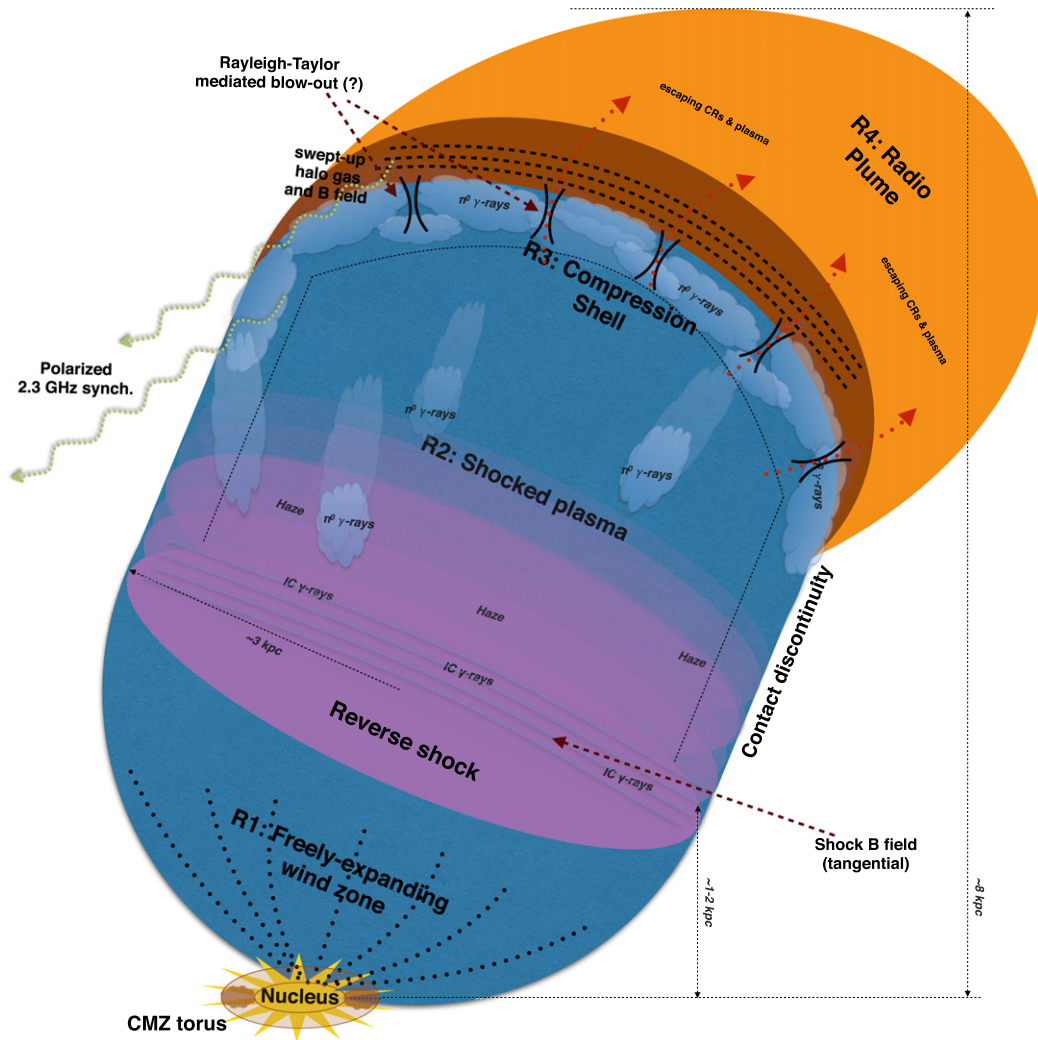 Rayleigh-Taylor
mediated blow-out (?)
escaping CRs & plasma
R4: Radio
Plume
swept-up
halo gas
and B field
π⁰ γ-rays
R3: Compression
Shell
π⁰ γ-rays
escaping CRs & plasma
Polarized
2.3 GHz synch.
π⁰ γ-rays
R2: Shocked plasma
π⁰ γ-rays
γ-rays
Haze
π⁰ γ-rays
IC γ-rays
Haze
Haze
~3 kpc
IC γ-rays
Contact discontinuity
Reverse shock
IC γ-rays
R1: Freely-expanding
wind zone
Shock B field
(tangential)
~1-2 kpc
~8 kpc
Nucleus
CMZ torus